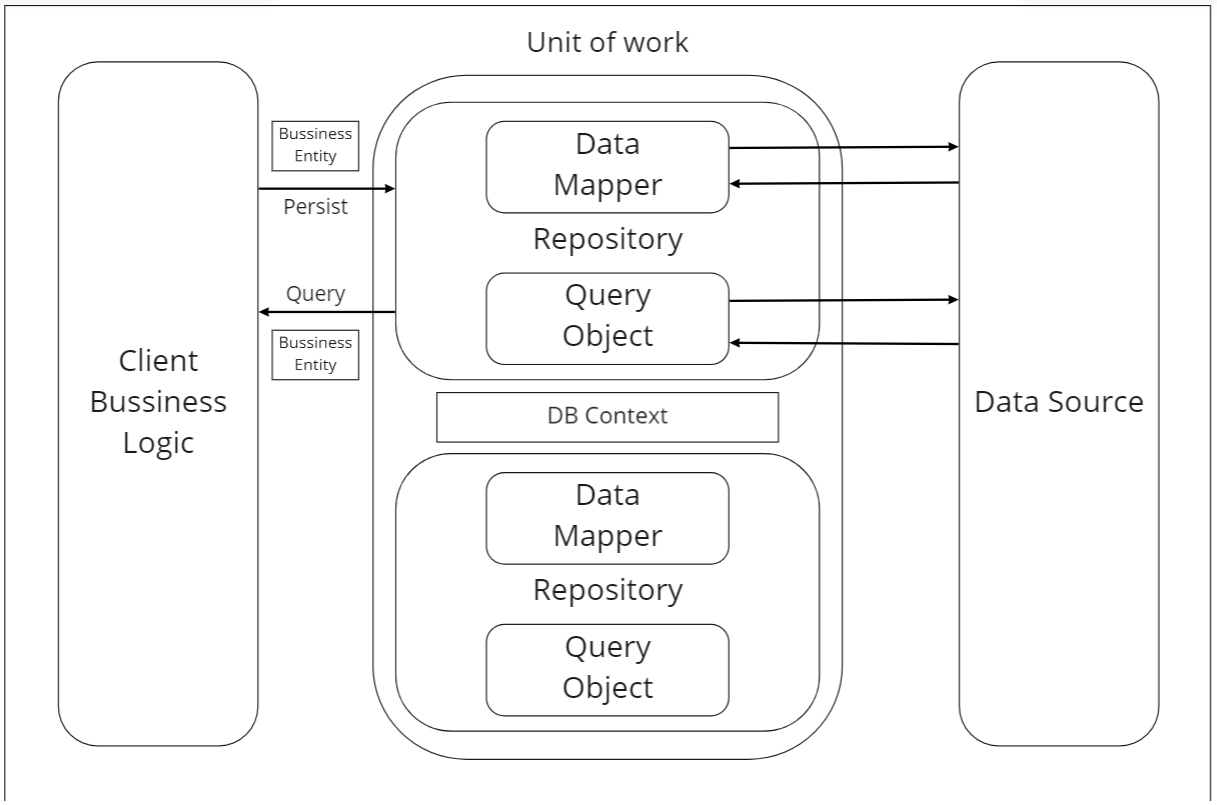 Unit of work
Bussiness
Entity
Persist
Query
Bussiness
Entity
Client
Bussiness
Logic
Data
Mapper
Repository
Query
Object
DB Context
Data
Mapper
Repository
Query
Object
Data Source